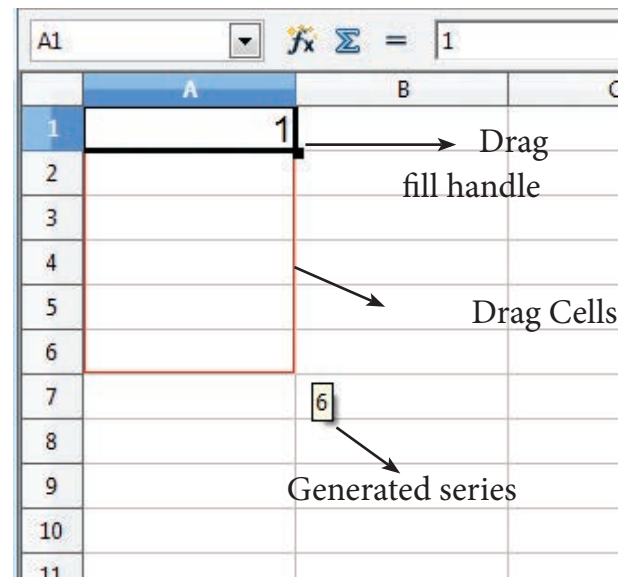 A1 fx Σ = 1
A B C
1 1
Drag
2
fill handle
3
4
5
Drag Cells
6
7 6
8
9
Generated series
10
11